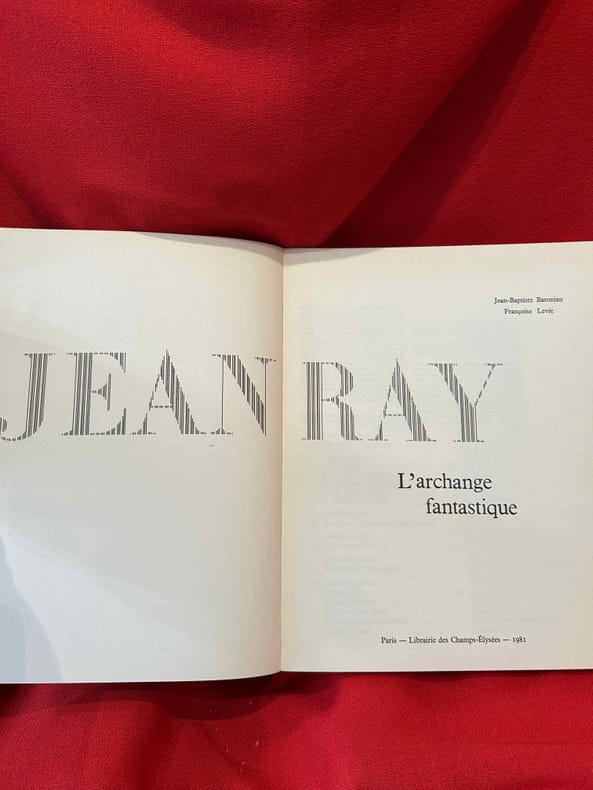 Jean-Baptiste Baronian
Françoise Levie
JEAN RAY
L'archange
fantastique
Paris — Librairie des Champs-Élysées — 1981